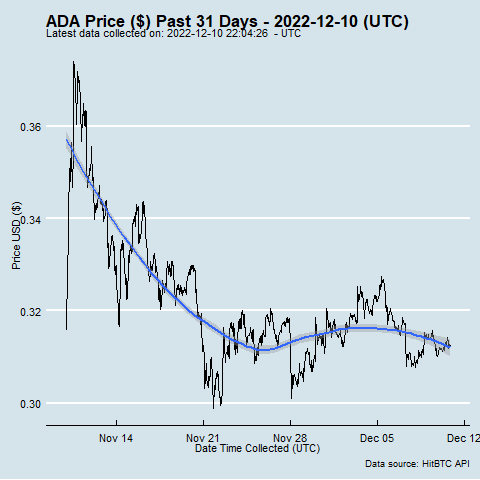 ADA Price ($) Past 31 Days - 2022-12-10 (UTC)
Latest data collected on: 2022-12-10 22:04:26 - UTC
0.36
0.34
0.32
0.30
Price USD ($)
Nov 14 Nov 21 Nov 28 Dec 05 Dec 12
Date Time Collected (UTC)
Data source: HitBTC API